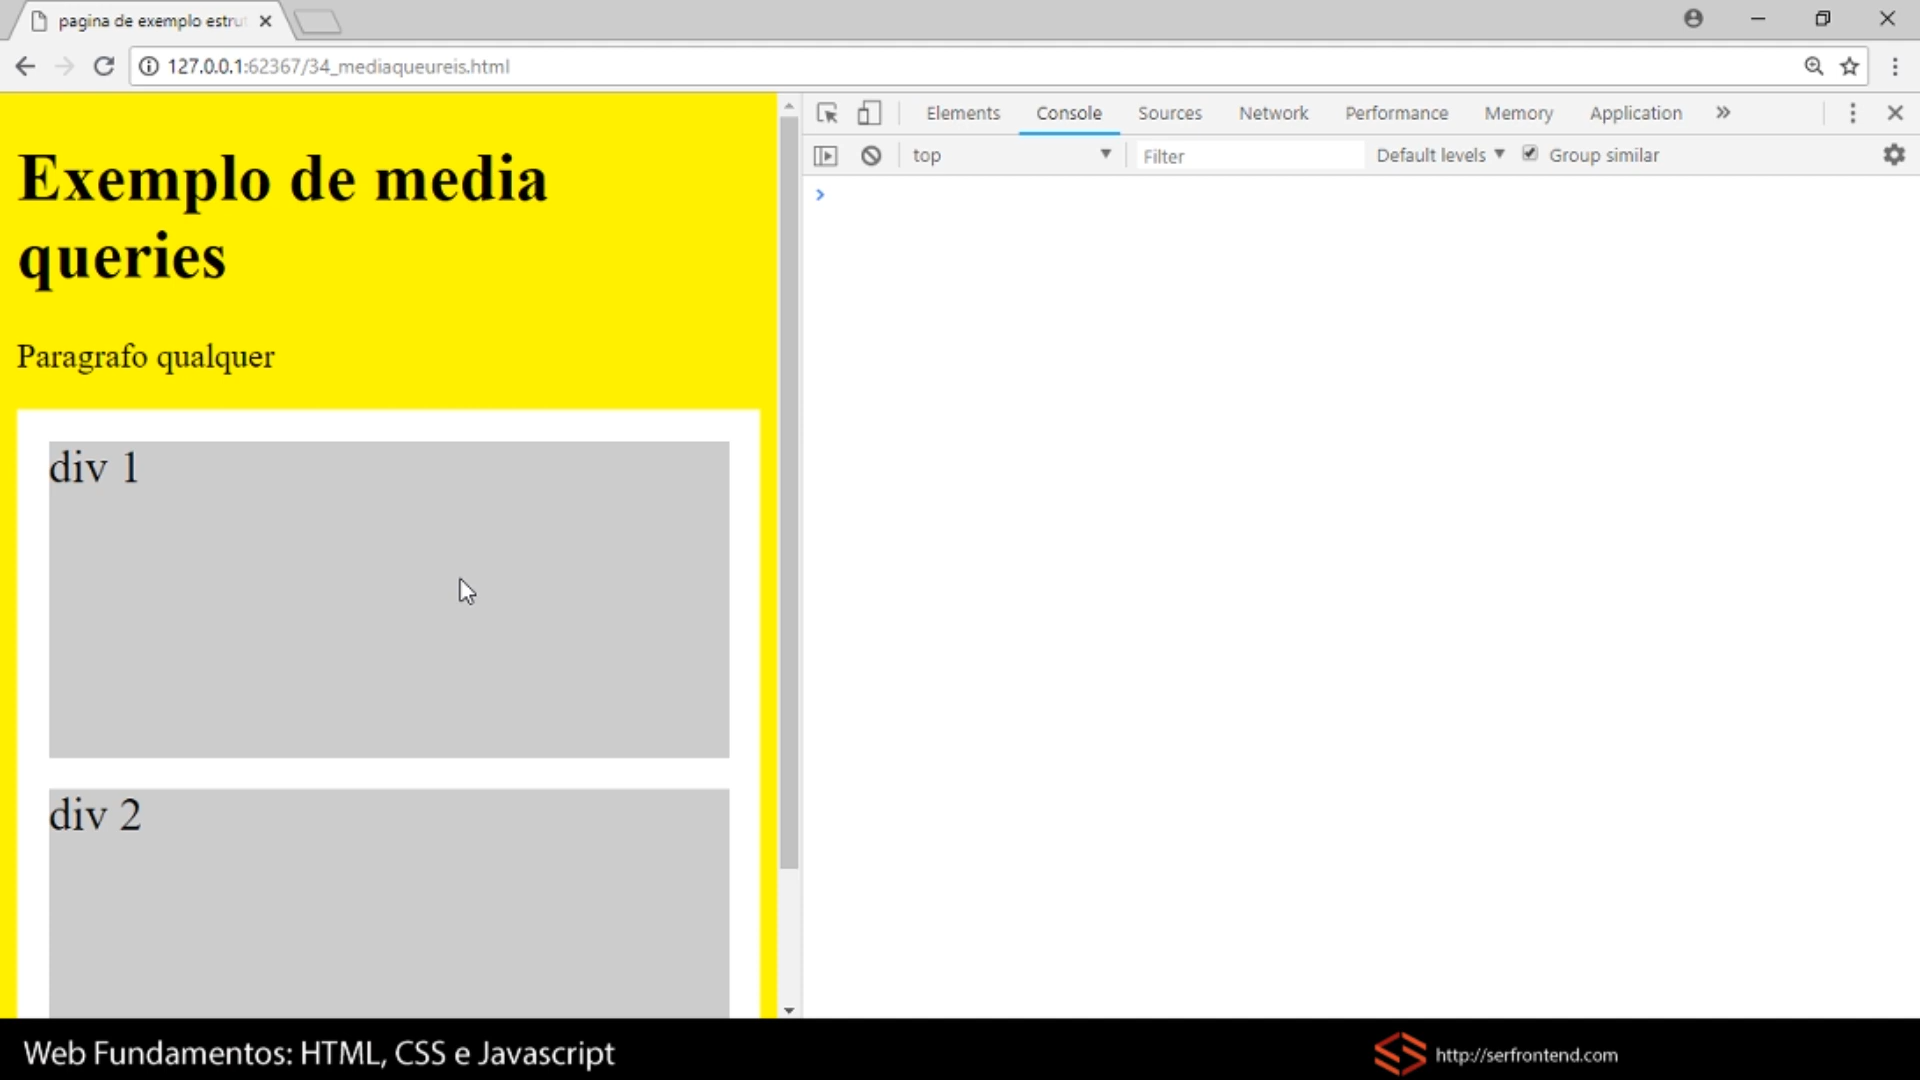 pagina de exemplo estru
127.0.0.1:62367/34_mediaqueureis.html
Elements Console Sources Network Performance Memory Application
top Filter Default levels Group similar
Exemplo de media
queries
Paragrafo qualquer
div 1
div 2
Web Fundamentos: HTML, CSS e Javascript
http://serfrontend.com